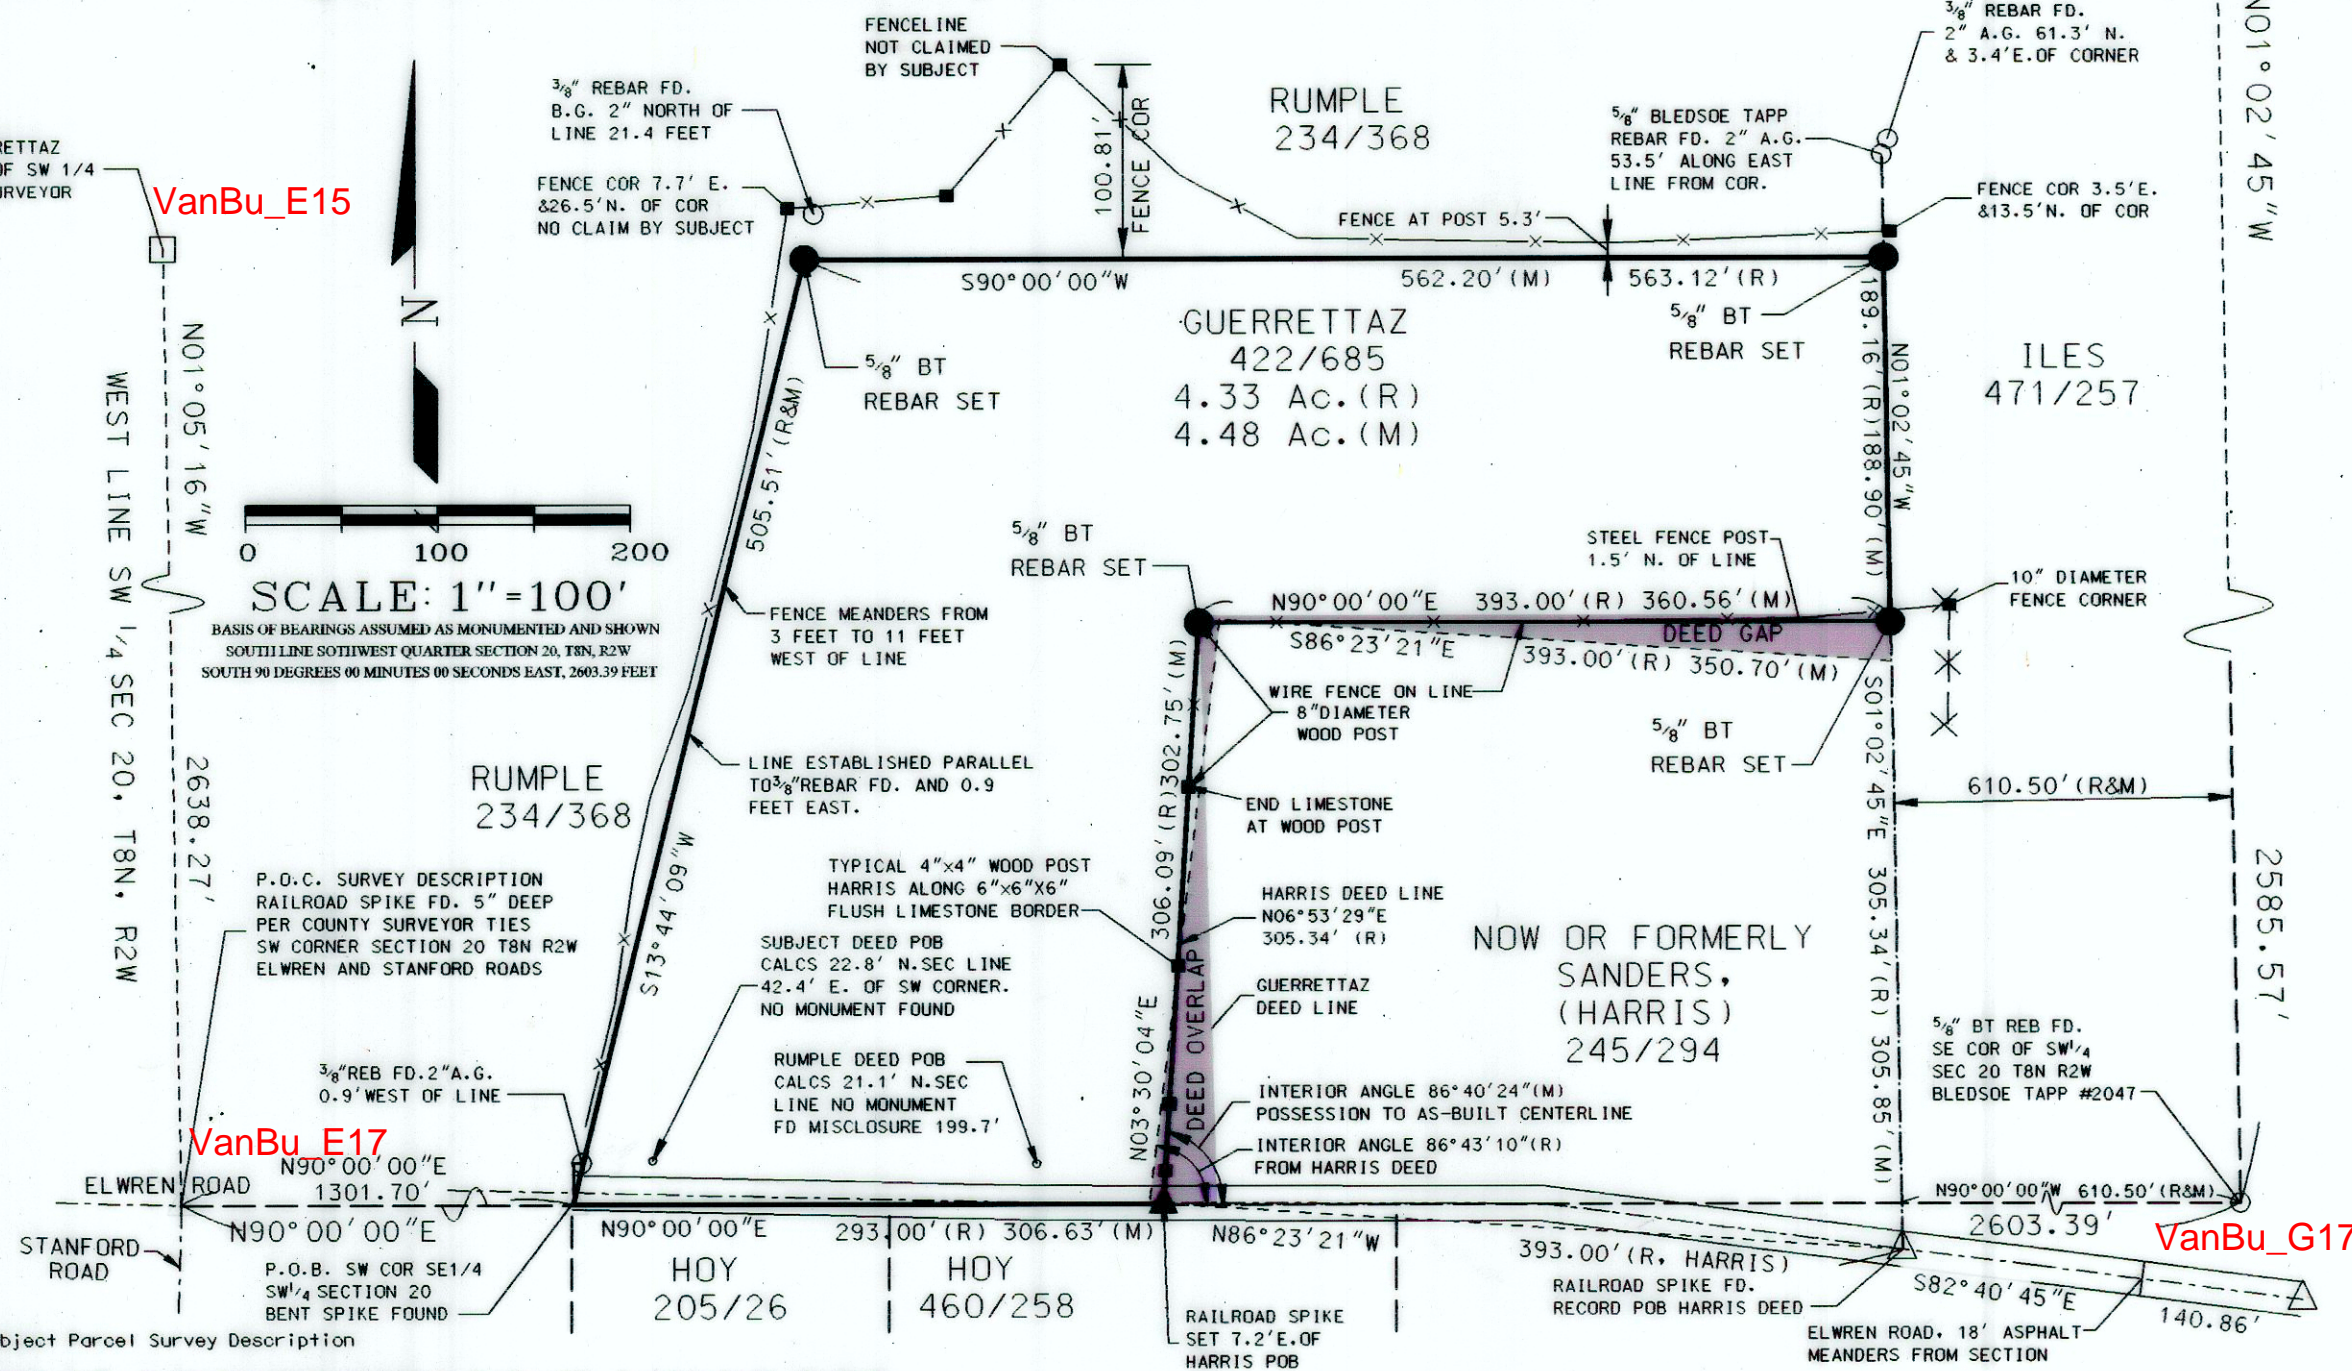 FENCELINE
NOT CLAIMED
BY SUBJECT
3/8" REBAR FD.
2" A.G. 61.3' N.
& 3.4'E.OF CORNER
N01°02'45"W
3/8" REBAR FD.
B.G. 2" NORTH OF
LINE 21.4 FEET
RUMPLE
234/368
5/8" BLEDSOE TAPP
REBAR FD. 2" A.G.
53.5' ALONG EAST
LINE FROM COR.
RETTAZ
OF SW 1/4
URVEYOR
VanBu_E15
FENCE COR 7.7' E.
&26.5'N. OF COR
NO CLAIM BY SUBJECT
100.81'
FENCE COR
FENCE AT POST 5.3'
FENCE COR 3.5'E.
&13.5'N. OF COR
S90°00'00"W
562.20'(M)
563.12'(R)
N
GUERRETTAZ
422/685
4.33 Ac.(R)
4.48 Ac.(M)
5/8" BT
REBAR SET
5/8" BT
REBAR SET
189.16'(R)188.90'(M)
N01°02'45"W
ILES
471/257
N01°05'16"W
WEST LINE SW 1/4 SEC 20, T8N, R2W
2638.27'
505.51'(R&M)
0 100 200
SCALE: 1"=100'
BASIS OF BEARINGS ASSUMED AS MONUMENTED AND SHOWN
SOUTH LINE SOTHWEST QUARTER SECTION 20, T8N, R2W
SOUTH 90 DEGREES 00 MINUTES 00 SECONDS EAST, 2603.39 FEET
5/8" BT
REBAR SET
STEEL FENCE POST
1.5' N. OF LINE
10" DIAMETER
FENCE CORNER
FENCE MEANDERS FROM
3 FEET TO 11 FEET
WEST OF LINE
N90°00'00"E 393.00'(R) 360.56'(M)
DEED GAP
S86°23'21"E 393.00'(R) 350.70'(M)
WIRE FENCE ON LINE
8"DIAMETER
WOOD POST
5/8" BT
REBAR SET
S01°02'45"E 305.34'(R) 305.85'(M)
LINE ESTABLISHED PARALLEL
TO 3/8"REBAR FD. AND 0.9
FEET EAST.
RUMPLE
234/368
END LIMESTONE
AT WOOD POST
610.50'(R&M)
N03°30'04"E 306.09'(R)302.75'(M)
S13°44'09"W
TYPICAL 4"x4" WOOD POST
HARRIS ALONG 6"x6"X6"
FLUSH LIMESTONE BORDER
HARRIS DEED LINE
N06°53'29"E
305.34' (R)
P.O.C. SURVEY DESCRIPTION
RAILROAD SPIKE FD. 5" DEEP
PER COUNTY SURVEYOR TIES
SW CORNER SECTION 20 T8N R2W
ELWREN AND STANFORD ROADS
SUBJECT DEED POB
CALCS 22.8' N.SEC LINE
42.4' E. OF SW CORNER.
NO MONUMENT FOUND
DEED OVERLAP
GUERRETTAZ
DEED LINE
NOW OR FORMERLY
SANDERS,
(HARRIS)
245/294
2585.57'
5/8" BT REB FD.
SE COR OF SW1/4
SEC 20 T8N R2W
BLEDSOE TAPP #2047
3/8"REB FD.2"A.G.
0.9'WEST OF LINE
RUMPLE DEED POB
CALCS 21.1' N.SEC
LINE NO MONUMENT
FD MISCLOSURE 199.7'
INTERIOR ANGLE 86°40'24"(M)
POSSESSION TO AS-BUILT CENTERLINE
INTERIOR ANGLE 86°43'10"(R)
FROM HARRIS DEED
VanBu_E17
N90°00'00"E
1301.70'
ELWREN ROAD
N90°00'00"E
STANFORD
ROAD
N90°00'00"E
293.00'(R) 306.63'(M)
N86°23'21"W
393.00'(R, HARRIS)
N90°00'00"W 610.50'(R&M)
2603.39'
VanBu_G17
P.O.B. SW COR SE1/4
SW1/4 SECTION 20
BENT SPIKE FOUND
HOY
205/26
HOY
460/258
RAILROAD SPIKE FD.
RECORD POB HARRIS DEED
S82°40'45"E
140.86'
RAILROAD SPIKE
SET 7.2'E.OF
HARRIS POB
ELWREN ROAD, 18' ASPHALT
MEANDERS FROM SECTION
bject Parcel Survey Description